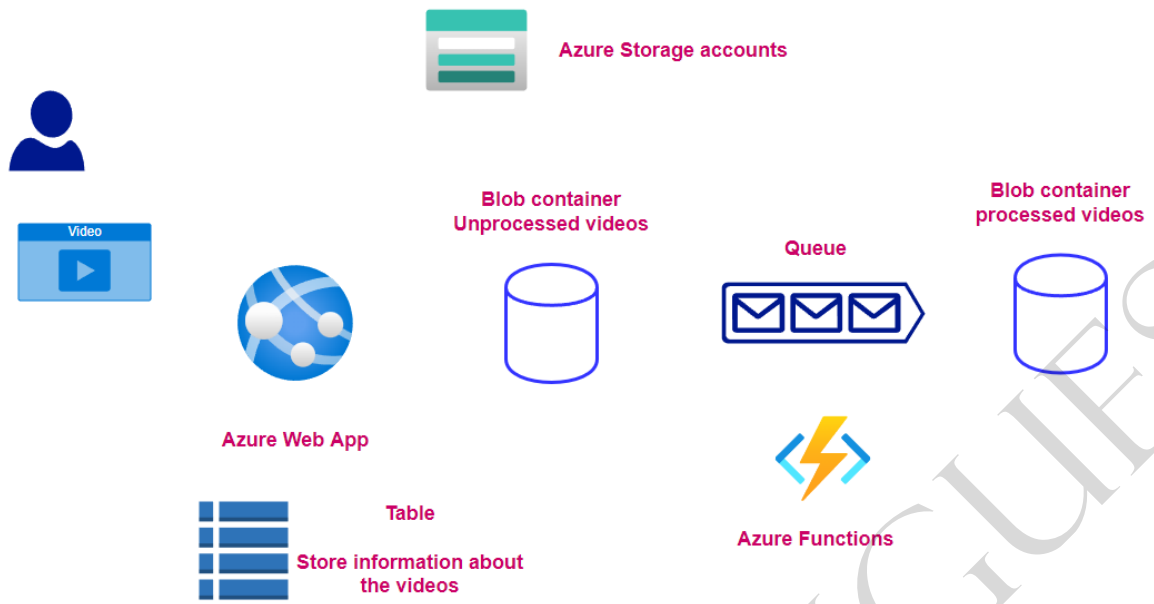 Azure Storage accounts
Video
Blob container
Unprocessed videos
Queue
Blob container
processed videos
Azure Web App
Table
Store information about
the videos
Azure Functions